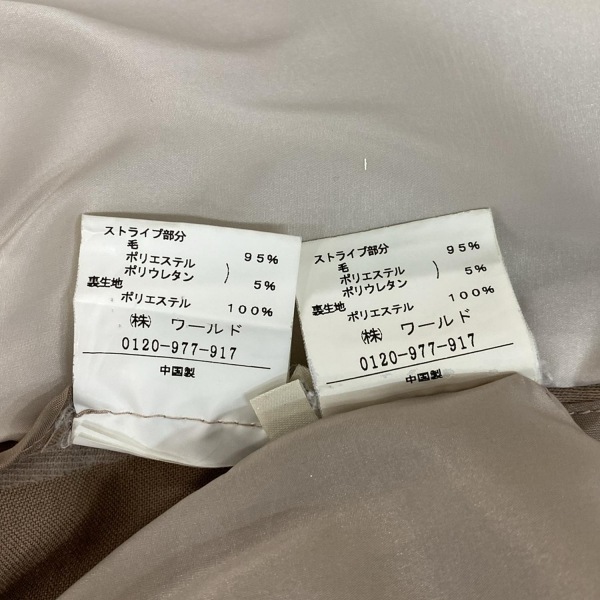 ストライプ部分
毛 95%
ポリエステル
ポリウレタン ) 5%
裏生地
ポリエステル 100%
㈱ ワールド
0120-977-917
中国製
ストライプ部分
毛 95%
ポリエステル
ポリウレタン ) 5%
裏生地
ポリエステル 100%
㈱ ワールド
0120-977-917
中国製